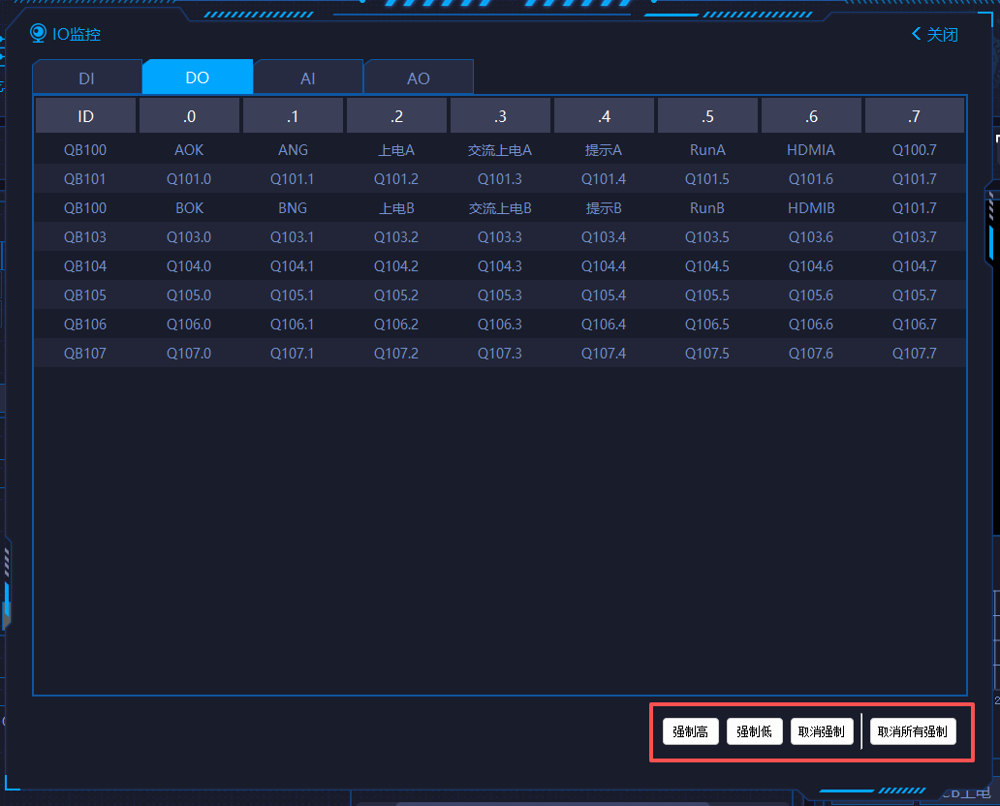 IO监控
关闭
DI DO AI AO
ID .0 .1 .2 .3 .4 .5 .6 .7
QB100 AOK ANG 上电A 交流上电A 提示A RunA HDMIA Q100.7
QB101 Q101.0 Q101.1 Q101.2 Q101.3 Q101.4 Q101.5 Q101.6 Q101.7
QB100 BOK BNG 上电B 交流上电B 提示B RunB HDMIB Q101.7
QB103 Q103.0 Q103.1 Q103.2 Q103.3 Q103.4 Q103.5 Q103.6 Q103.7
QB104 Q104.0 Q104.1 Q104.2 Q104.3 Q104.4 Q104.5 Q104.6 Q104.7
QB105 Q105.0 Q105.1 Q105.2 Q105.3 Q105.4 Q105.5 Q105.6 Q105.7
QB106 Q106.0 Q106.1 Q106.2 Q106.3 Q106.4 Q106.5 Q106.6 Q106.7
QB107 Q107.0 Q107.1 Q107.2 Q107.3 Q107.4 Q107.5 Q107.6 Q107.7
强制高 强制低 取消强制 取消所有强制
上电